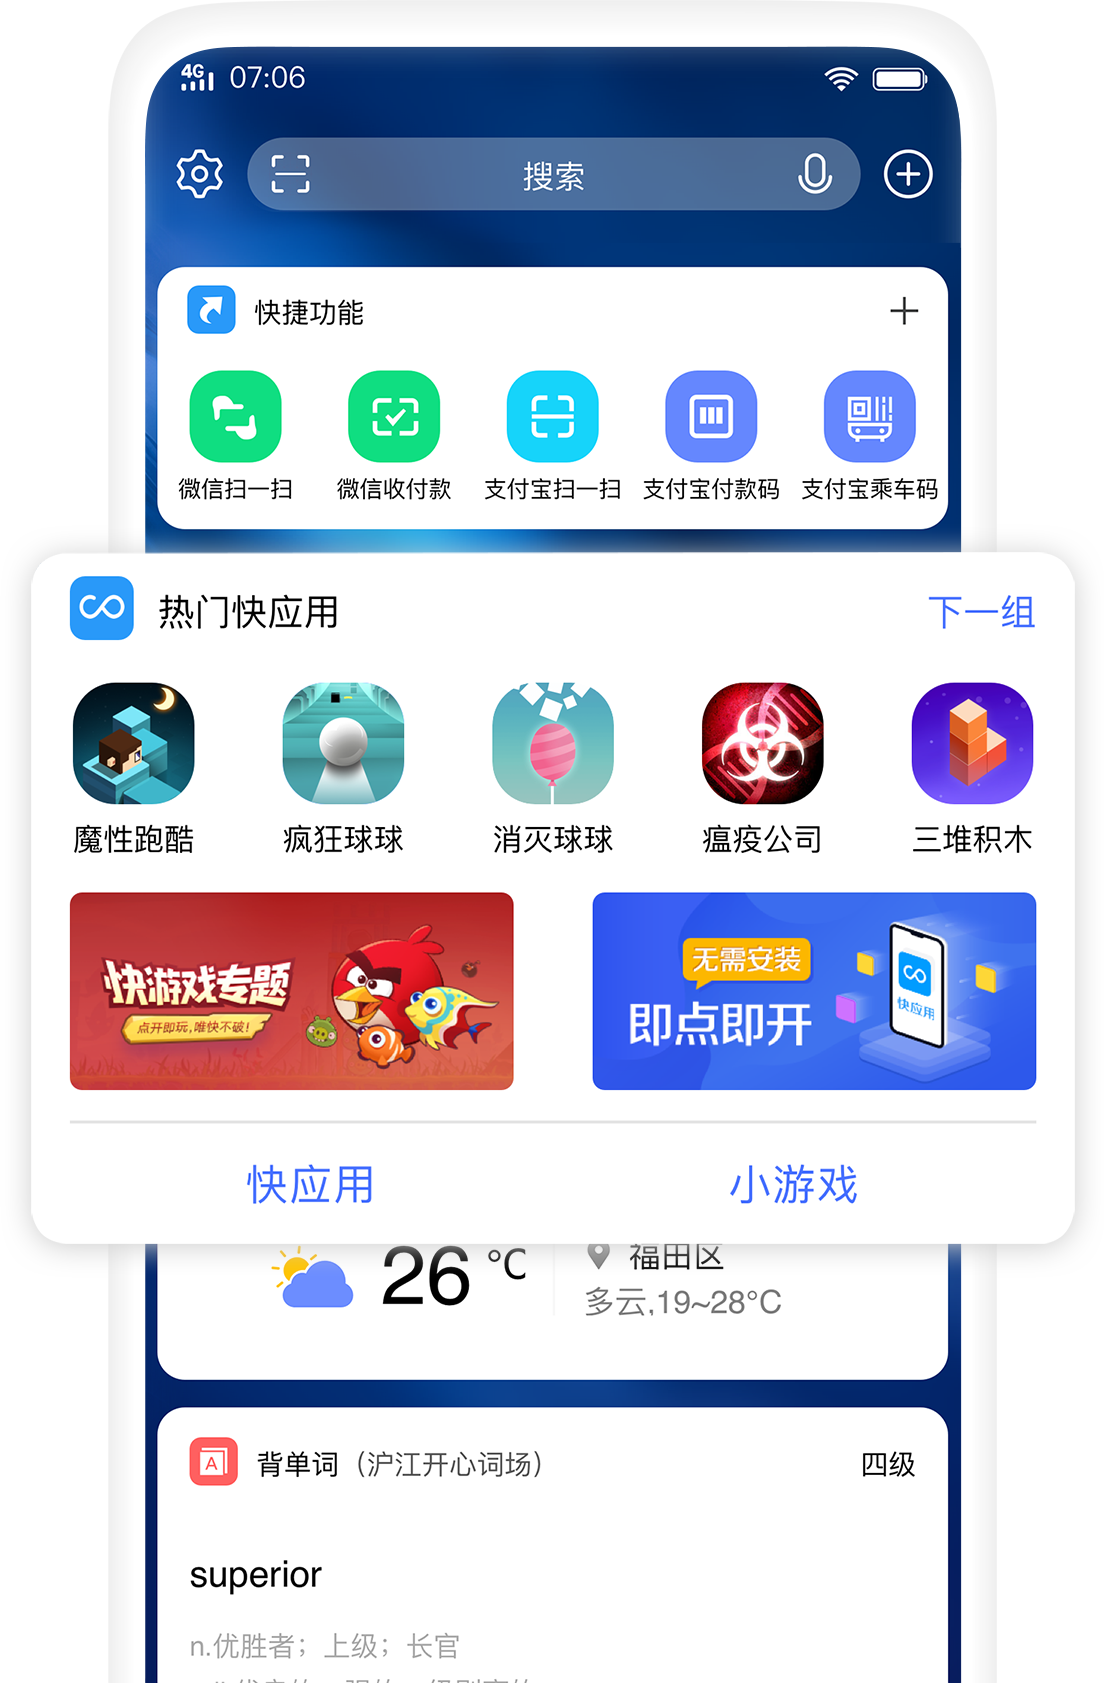 4G 07:06
搜索
快捷功能
微信扫一扫 微信收付款 支付宝扫一扫 支付宝付款码 支付宝乘车码
热门快应用 下一组
魔性跑酷 疯狂球球 消灭球球 瘟疫公司 三堆积木
快游戏专题
点开即玩,唯快不破!
无需安装
即点即开
快应用
快应用 小游戏
26 °C 福田区
多云,19~28°C
A 背单词（沪江开心词场） 四级
superior
n.优胜者；上级；长官